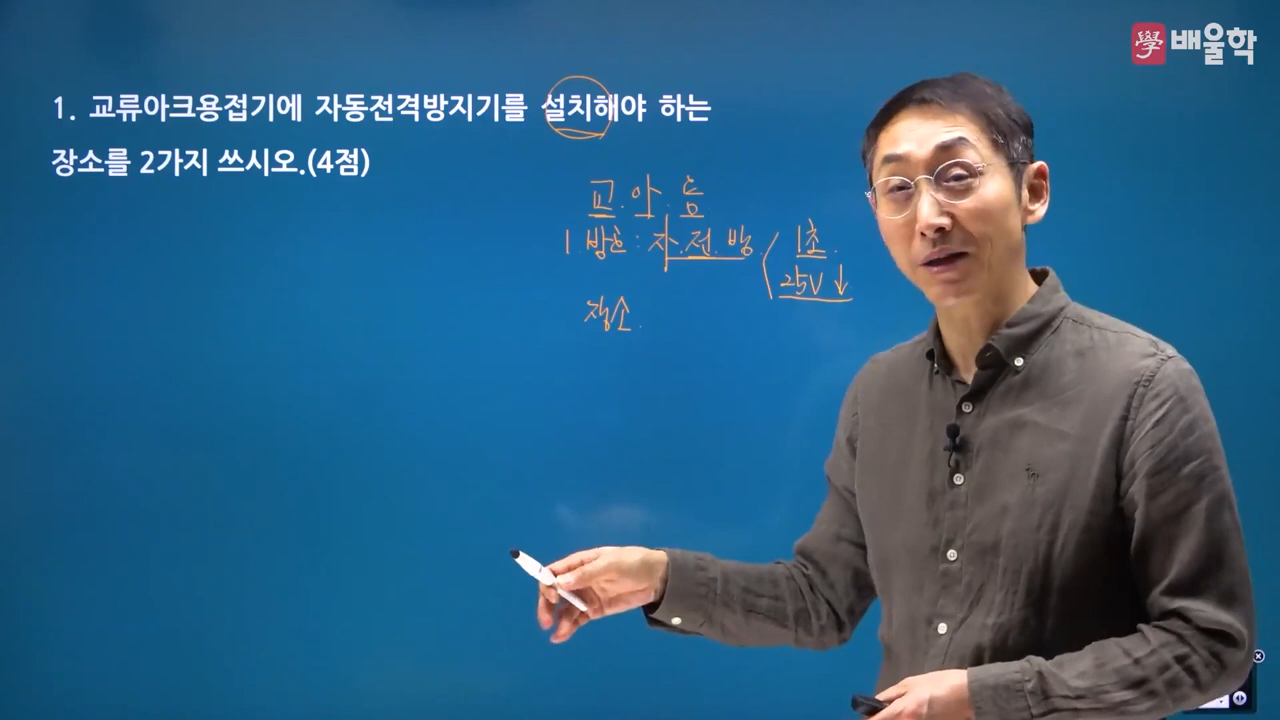 學 배울학
1. 교류아크용접기에 자동전격방지기를 설치해야 하는
장소를 2가지 쓰시오.(4점)
교.아.용
1.방호: 자.전.방. 1초.
25V↓
장소.